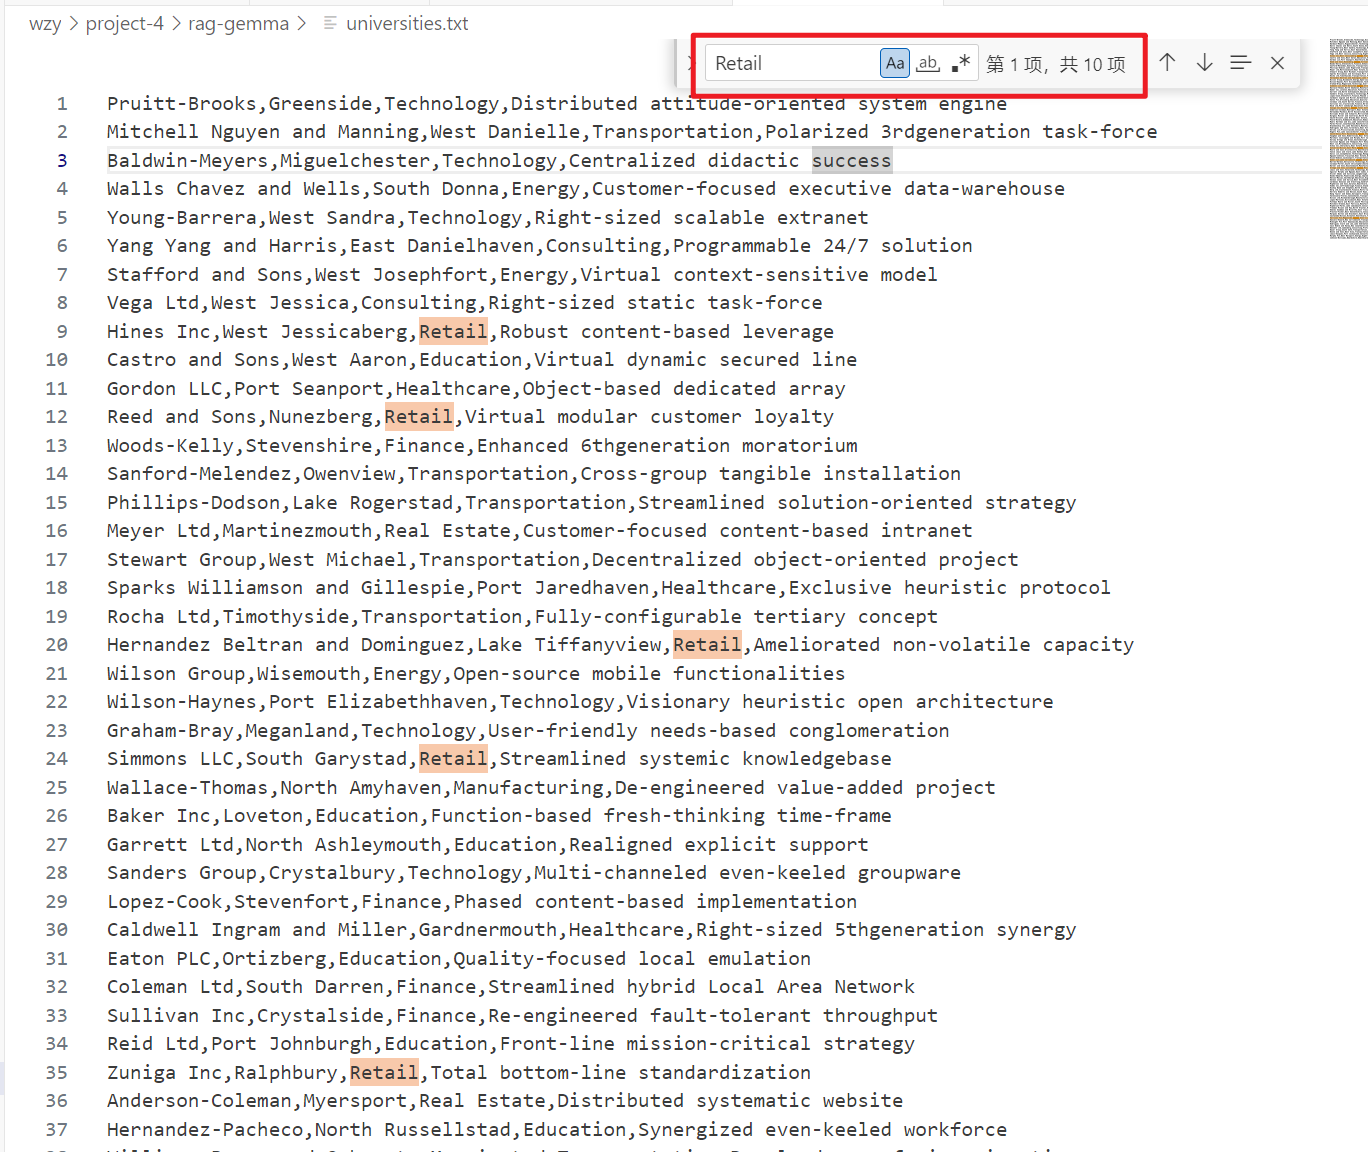 wzy > project-4 > rag-gemma > universities.txt
Retail Aa ab .* 第 1 项，共 10 项
1 Pruitt-Brooks,Greenside,Technology,Distributed attitude-oriented system engine
2 Mitchell Nguyen and Manning,West Danielle,Transportation,Polarized 3rdgeneration task-force
3 Baldwin-Meyers,Miguelchester,Technology,Centralized didactic success
4 Walls Chavez and Wells,South Donna,Energy,Customer-focused executive data-warehouse
5 Young-Barrera,West Sandra,Technology,Right-sized scalable extranet
6 Yang Yang and Harris,East Danielhaven,Consulting,Programmable 24/7 solution
7 Stafford and Sons,West Josephfort,Energy,Virtual context-sensitive model
8 Vega Ltd,West Jessica,Consulting,Right-sized static task-force
9 Hines Inc,West Jessicaberg,Retail,Robust content-based leverage
10 Castro and Sons,West Aaron,Education,Virtual dynamic secured line
11 Gordon LLC,Port Seanport,Healthcare,Object-based dedicated array
12 Reed and Sons,Nunezberg,Retail,Virtual modular customer loyalty
13 Woods-Kelly,Stevenshire,Finance,Enhanced 6thgeneration moratorium
14 Sanford-Melendez,Owenview,Transportation,Cross-group tangible installation
15 Phillips-Dodson,Lake Rogerstad,Transportation,Streamlined solution-oriented strategy
16 Meyer Ltd,Martinezmouth,Real Estate,Customer-focused content-based intranet
17 Stewart Group,West Michael,Transportation,Decentralized object-oriented project
18 Sparks Williamson and Gillespie,Port Jaredhaven,Healthcare,Exclusive heuristic protocol
19 Rocha Ltd,Timothyside,Transportation,Fully-configurable tertiary concept
20 Hernandez Beltran and Dominguez,Lake Tiffanyview,Retail,Ameliorated non-volatile capacity
21 Wilson Group,Wisemouth,Energy,Open-source mobile functionalities
22 Wilson-Haynes,Port Elizabethhaven,Technology,Visionary heuristic open architecture
23 Graham-Bray,Meganland,Technology,User-friendly needs-based conglomeration
24 Simmons LLC,South Garystad,Retail,Streamlined systemic knowledgebase
25 Wallace-Thomas,North Amyhaven,Manufacturing,De-engineered value-added project
26 Baker Inc,Loveton,Education,Function-based fresh-thinking time-frame
27 Garrett Ltd,North Ashleymouth,Education,Realigned explicit support
28 Sanders Group,Crystalbury,Technology,Multi-channeled even-keeled groupware
29 Lopez-Cook,Stevenfort,Finance,Phased content-based implementation
30 Caldwell Ingram and Miller,Gardnermouth,Healthcare,Right-sized 5thgeneration synergy
31 Eaton PLC,Ortizberg,Education,Quality-focused local emulation
32 Coleman Ltd,South Darren,Finance,Streamlined hybrid Local Area Network
33 Sullivan Inc,Crystalside,Finance,Re-engineered fault-tolerant throughput
34 Reid Ltd,Port Johnburgh,Education,Front-line mission-critical strategy
35 Zuniga Inc,Ralphbury,Retail,Total bottom-line standardization
36 Anderson-Coleman,Myersport,Real Estate,Distributed systematic website
37 Hernandez-Pacheco,North Russellstad,Education,Synergized even-keeled workforce